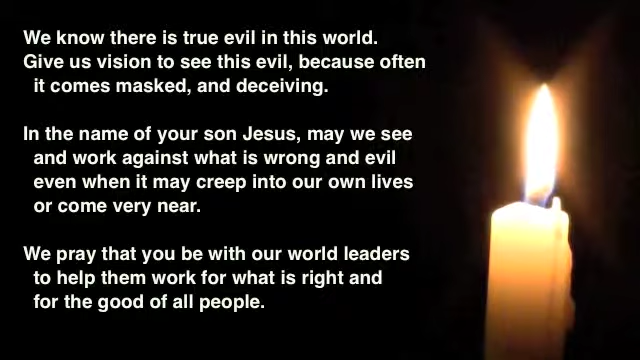 We know there is true evil in this world.
Give us vision to see this evil, because often
it comes masked, and deceiving.
In the name of your son Jesus, may we see
and work against what is wrong and evil
even when it may creep into our own lives
or come very near.
We pray that you be with our world leaders
to help them work for what is right and
for the good of all people.